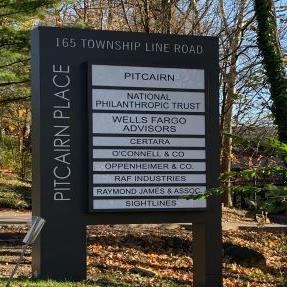 165 TOWNSHIP LINE ROAD
PITCAIRN PLACE
PITCAIRN
NATIONAL
PHILANTHROPIC TRUST
WELLS FARGO
ADVISORS
CERTARA
O'CONNELL & CO
OPPENHEIMER & CO.
RAF INDUSTRIES
RAYMOND JAMES & ASSOC.
SIGHTLINES